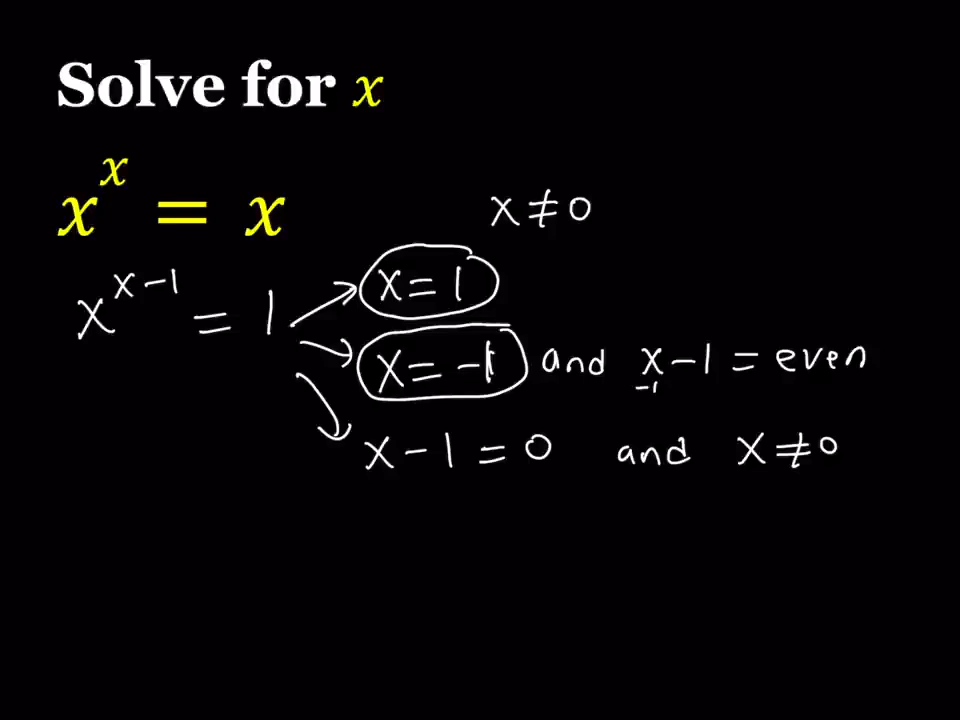 Solve for x
x^x = x
x ≠ 0
x^{x-1} = 1
x = 1
x = -1 and x - 1 = even
-1
x - 1 = 0 and x ≠ 0